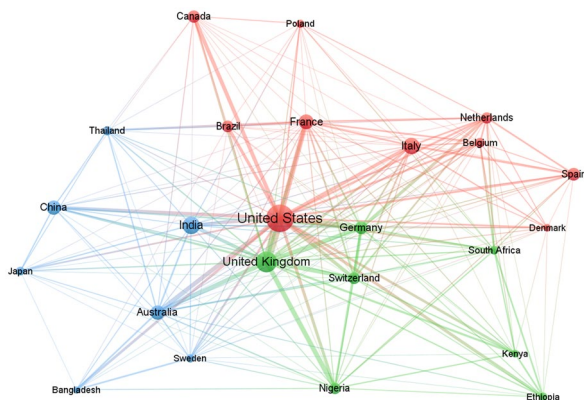 Canada
Poland
Thailand
Brazil
France
Netherlands
Italy
Belgium
Spain
China
United States
India
Germany
Denmark
South Africa
United Kingdom
Japan
Switzerland
Australia
Sweden
Kenya
Bangladesh
Nigeria
Ethiopia